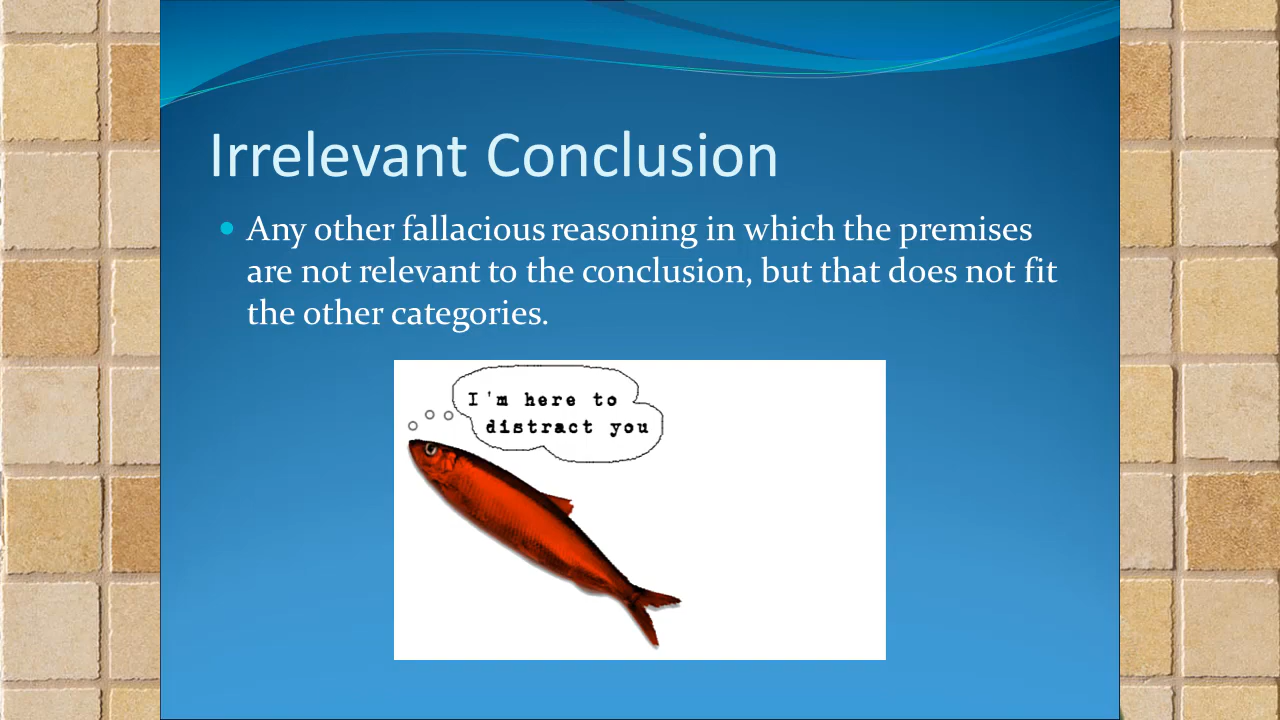 Irrelevant Conclusion
Any other fallacious reasoning in which the premises
are not relevant to the conclusion, but that does not fit
the other categories.
I'm here to
distract you